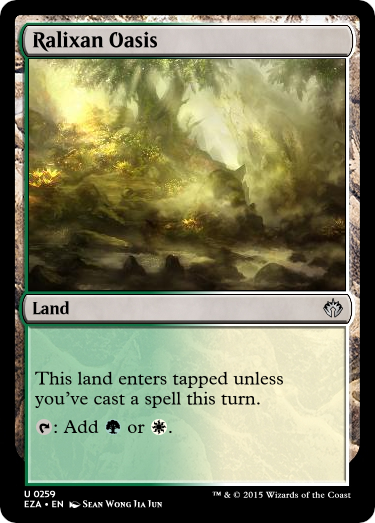 Ralixan Oasis
Land
This land enters tapped unless
you've cast a spell this turn.
: Add or .
U 0259
EZA • EN Sean Wong Jia Jun
™ & © 2015 Wizards of the Coast